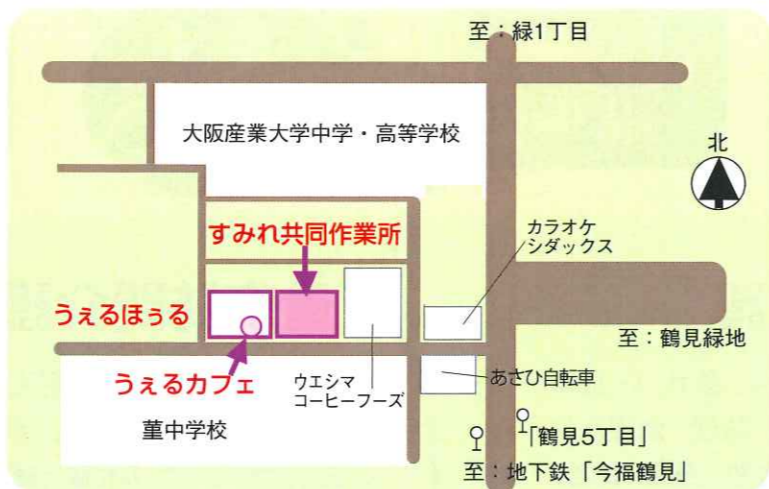 至：緑1丁目
大阪産業大学中学・高等学校
北
すみれ共同作業所
カラオケ
シダックス
うぇるほぅる
至：鶴見緑地
うぇるカフェ
ウエシマ
コーヒーフーズ
あさひ自転車
菫中学校
「鶴見5丁目」
至：地下鉄「今福鶴見」